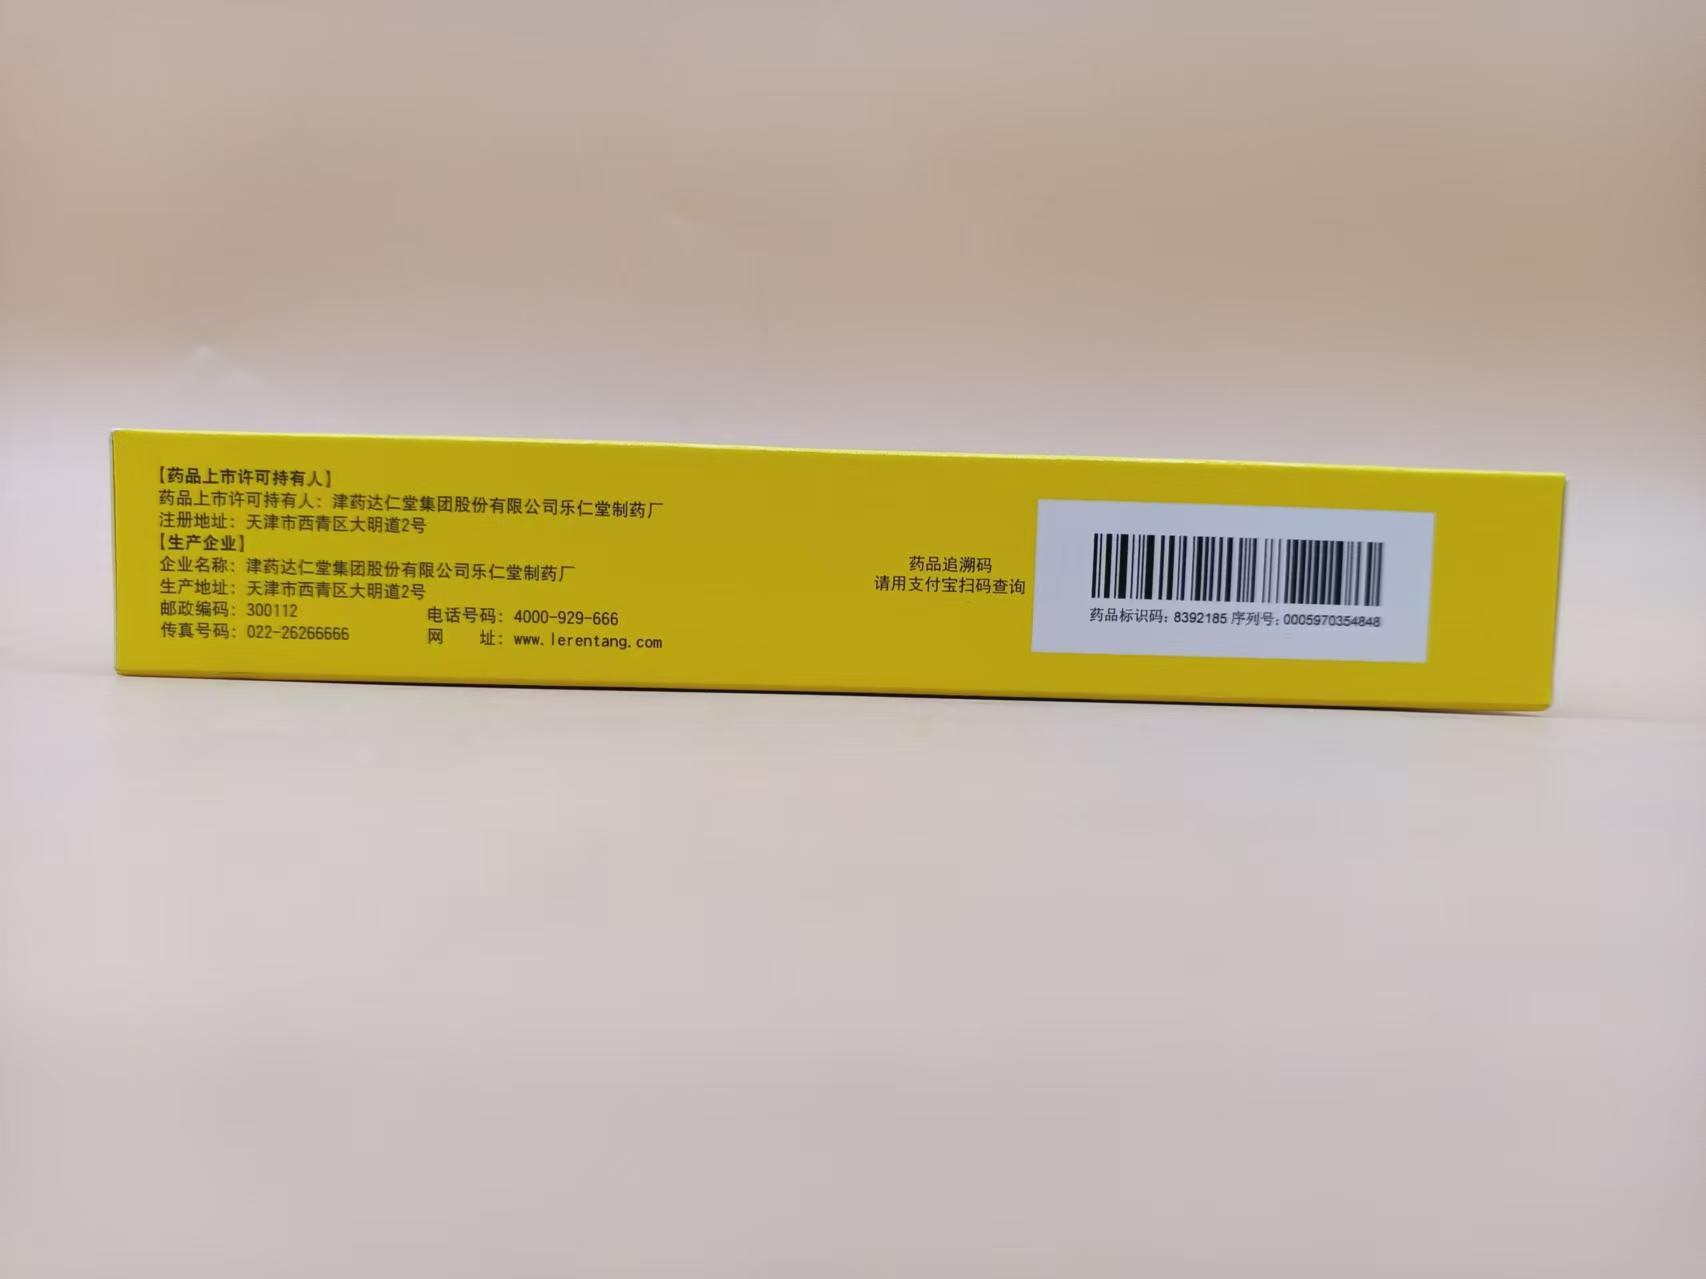 【药品上市许可持有人】
药品上市许可持有人：津药达仁堂集团股份有限公司乐仁堂制药厂
注册地址：天津市西青区大明道2号
【生产企业】
企业名称：津药达仁堂集团股份有限公司乐仁堂制药厂
生产地址：天津市西青区大明道2号
邮政编码：300112 电话号码：4000-929-666
传真号码：022-26266666 网 址：www.lerentang.com
药品追溯码
请用支付宝扫码查询
药品标识码：8392185 序列号：0005970354848